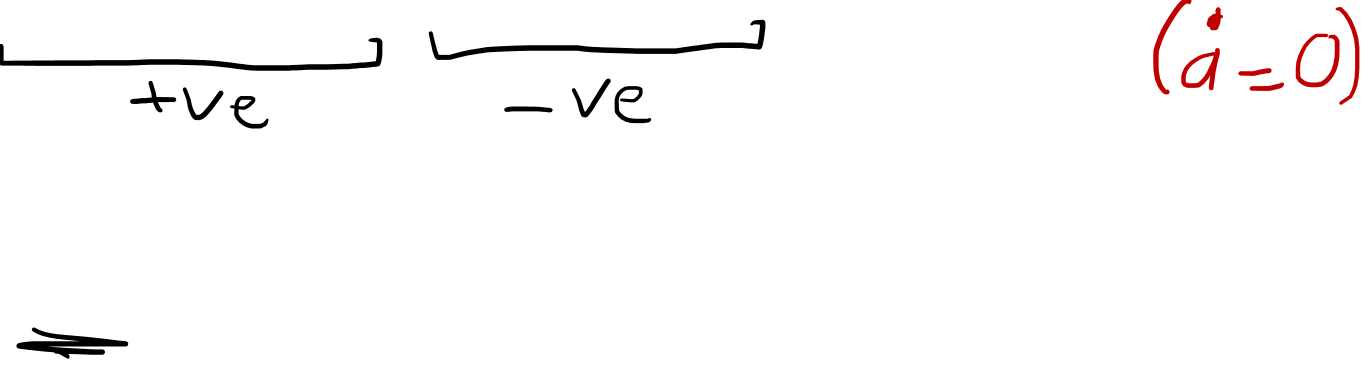 +ve - ve (ȧ = 0)